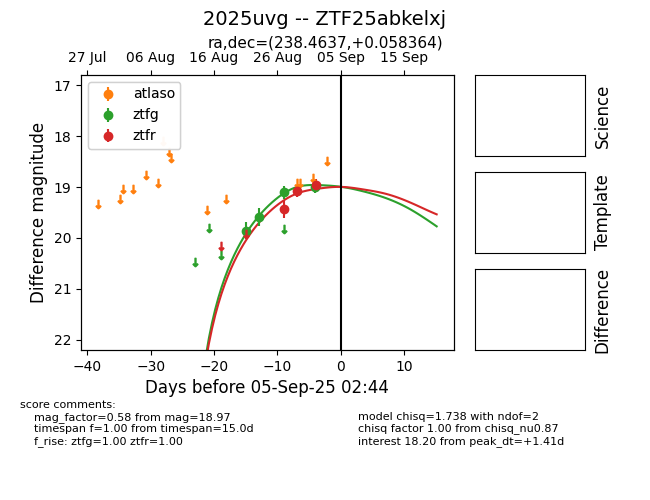 2025uvg -- ZTF25abkelxj
ra,dec=(238.4637,+0.058364)
27 Jul 06 Aug 16 Aug 26 Aug 05 Sep 15 Sep
atlaso
ztfg
ztfr
17
18
19
20
21
22
Difference magnitude
−40 −30 −20 −10 0 10
Days before 05-Sep-25 02:44
Science
Template
Difference
score comments:
mag_factor=0.58 from mag=18.97
timespan f=1.00 from timespan=15.0d
f_rise: ztfg=1.00 ztfr=1.00
model chisq=1.738 with ndof=2
chisq factor 1.00 from chisq_nu0.87
interest 18.20 from peak_dt=+1.41d